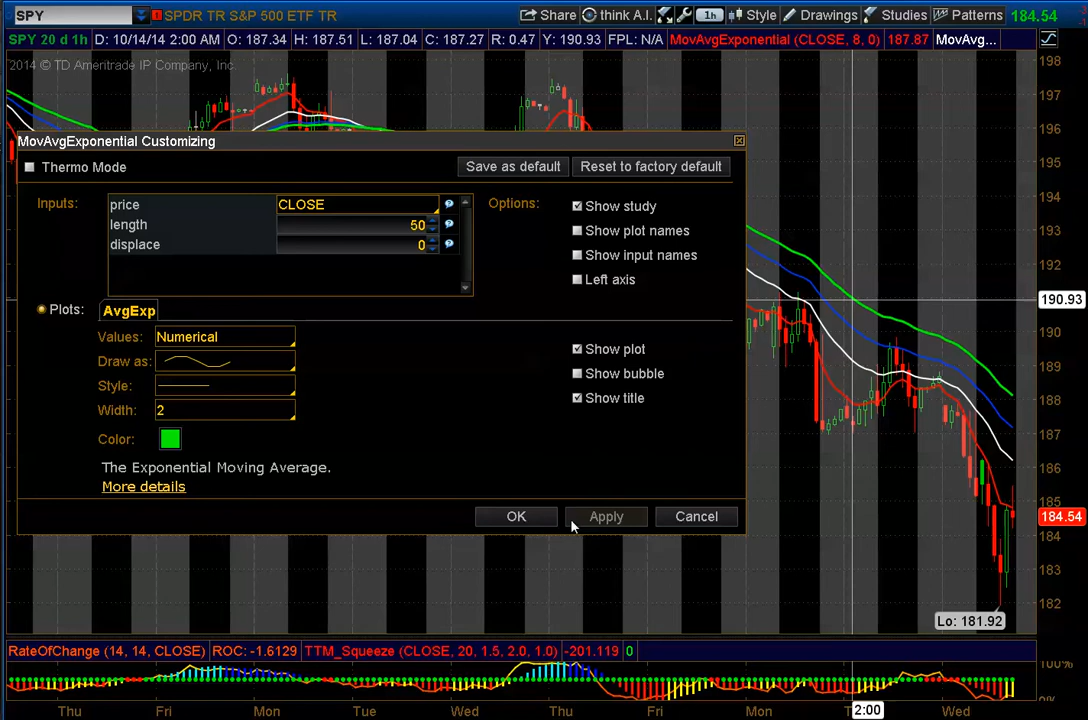 SPY SPDR TR S&P 500 ETF TR Share think A.I. 1h Style Drawings Studies Patterns 184.54
SPY 20 d 1h D: 10/14/14 2:00 AM O: 187.34 H: 187.51 L: 187.04 C: 187.27 R: 0.47 Y: 190.93 FPL: N/A MovAvgExponential (CLOSE, 8, 0) 187.87 MovAvg...
2014 © TD Ameritrade IP Company, Inc.
198
197
196
MovAvgExponential Customizing
195
Thermo Mode Save as default Reset to factory default
194
Inputs: price CLOSE Options: Show study
length 50 Show plot names
193
displace 0 Show input names
192
Left axis
190.93
Plots: AvgExp
190
Values: Numerical Show plot
Draw as:
189
Show bubble
Style:
188
Width: 2 Show title
187
Color:
The Exponential Moving Average.
186
More details
185
OK Apply Cancel
184.54
184
183
182
Lo: 181.92
RateOfChange (14, 14, CLOSE) ROC: -1.6129 TTM_Squeeze (CLOSE, 20, 1.5, 2.0, 1.0) -201.119 0
100%
0%
Thu Fri Mon Tue Wed Thu Fri Mon 2:00 Wed